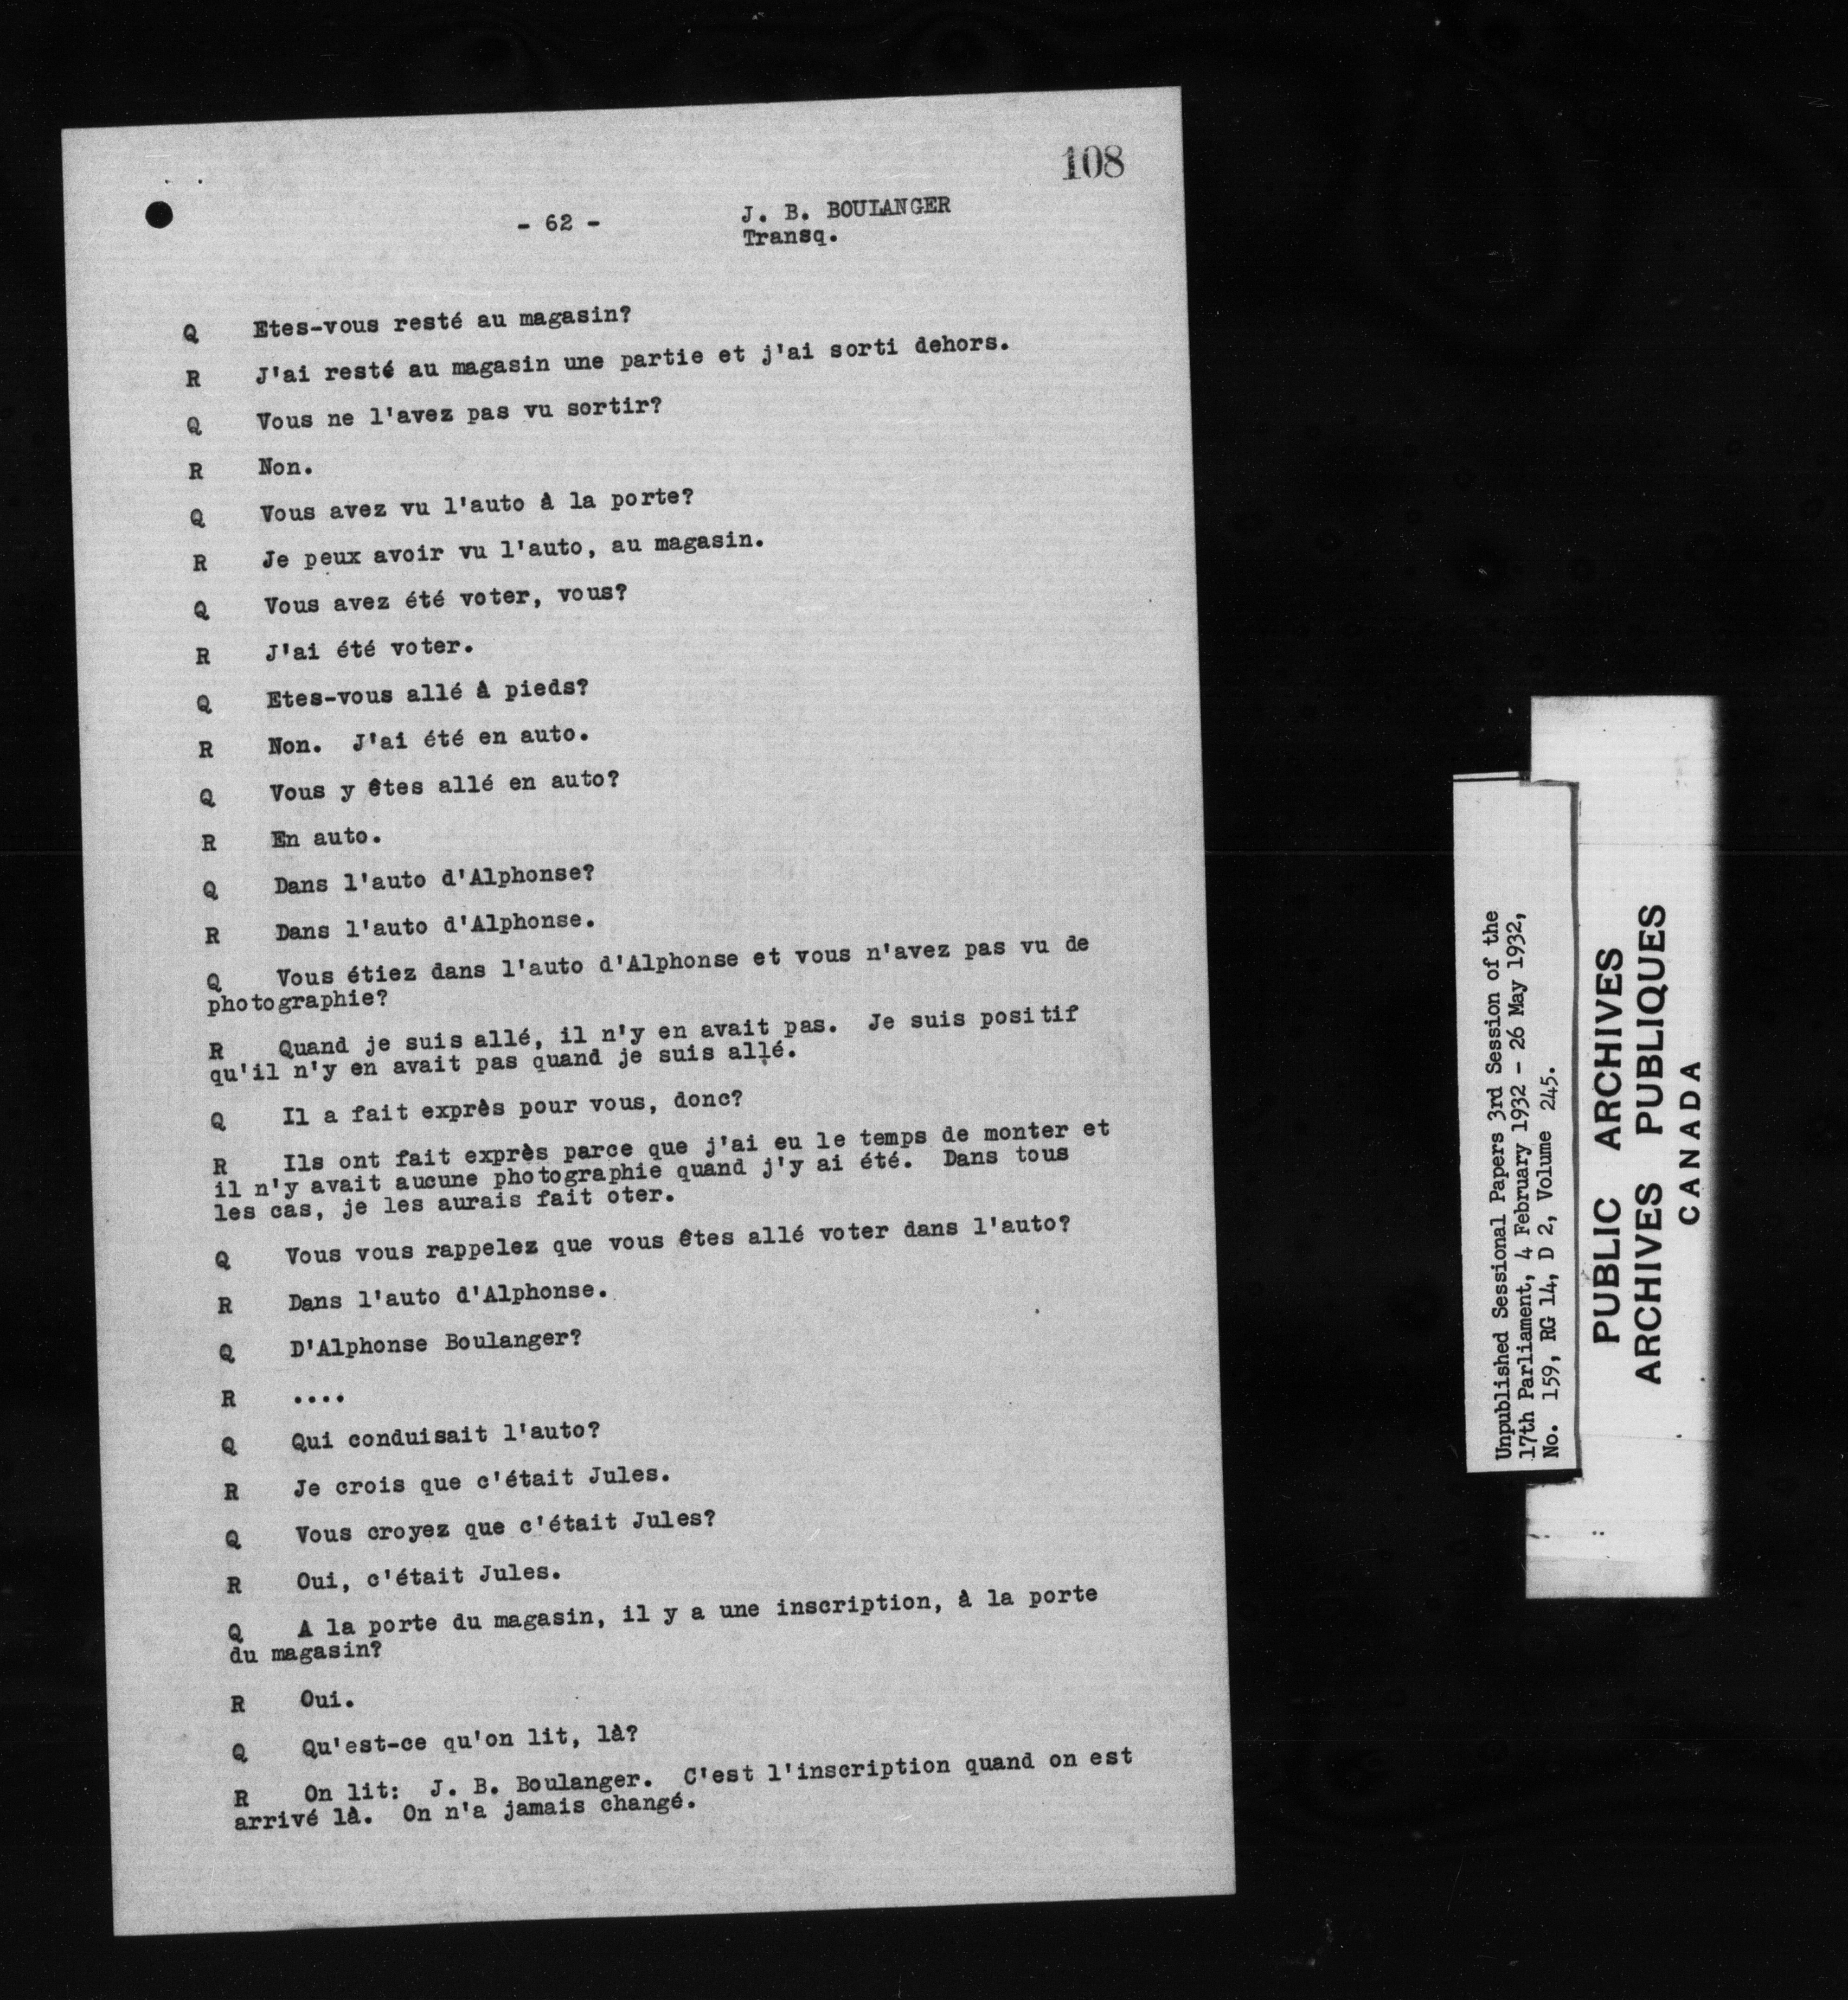 108
- 62 -
J. B. BOULANGER
Transq.
Q Etes-vous resté au magasin?
R J'ai resté au magasin une partie et j'ai sorti dehors.
Q Vous ne l'avez pas vu sortir?
R Non.
Q Vous avez vu l'auto à la porte?
R Je peux avoir vu l'auto, au magasin.
Q Vous avez été voter, vous?
R J'ai été voter.
Q Etes-vous allé à pieds?
R Non. J'ai été en auto.
Q Vous y êtes allé en auto?
R En auto.
Q Dans l'auto d'Alphonse?
R Dans l'auto d'Alphonse.
Q Vous étiez dans l'auto d'Alphonse et vous n'avez pas vu de
photographie?
R Quand je suis allé, il n'y en avait pas. Je suis positif
qu'il n'y en avait pas quand je suis allé.
Q Il a fait exprès pour vous, donc?
R Ils ont fait exprès parce que j'ai eu le temps de monter et
il n'y avait aucune photographie quand j'y ai été. Dans tous
les cas, je les aurais fait oter.
Q Vous vous rappelez que vous êtes allé voter dans l'auto?
R Dans l'auto d'Alphonse.
Q D'Alphonse Boulanger?
R ....
Q Qui conduisait l'auto?
R Je crois que c'était Jules.
Q Vous croyez que c'était Jules?
R Oui, c'était Jules.
Q A la porte du magasin, il y a une inscription, à la porte
du magasin?
R Oui.
Q Qu'est-ce qu'on lit, là?
R On lit: J. B. Boulanger. C'est l'inscription quand on est
arrivé là. On n'a jamais changé.
Unpublished Sessional Papers 3rd Session of the
17th Parliament, 4 February 1932 - 26 May 1932,
No. 159, RG 14, D 2, Volume 245.
PUBLIC ARCHIVES
ARCHIVES PUBLIQUES
CANADA